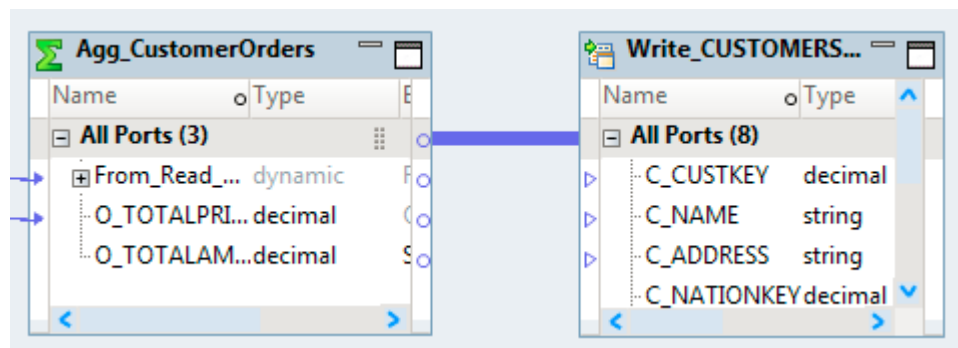 Agg_CustomerOrders
Name Type E
All Ports (3)
From_Read_... dynamic F
O_TOTALPRI... decimal
O_TOTALAM... decimal S
Write_CUSTOMERS...
Name Type
All Ports (8)
C_CUSTKEY decimal
C_NAME string
C_ADDRESS string
C_NATIONKEY decimal